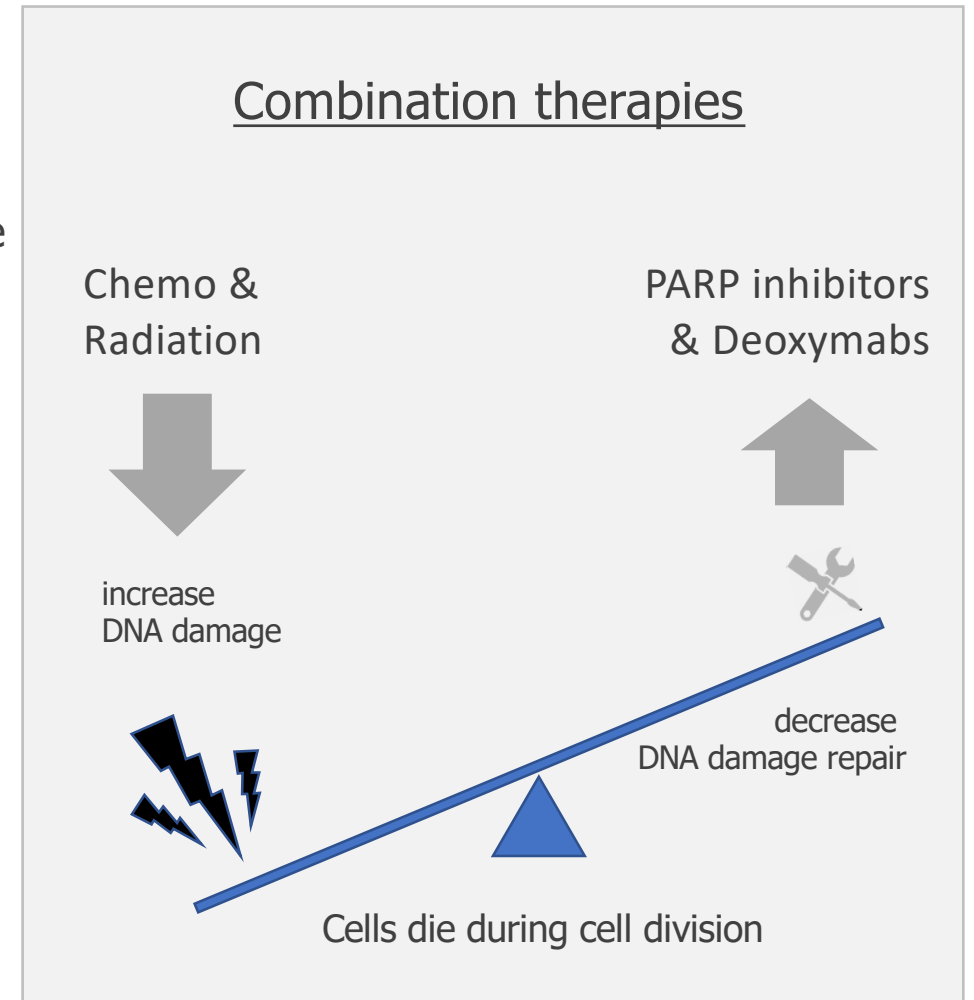 Combination therapies
e
Chemo &
Radiation
PARP inhibitors
& Deoxymabs
increase
DNA damage
decrease
DNA damage repair
Cells die during cell division